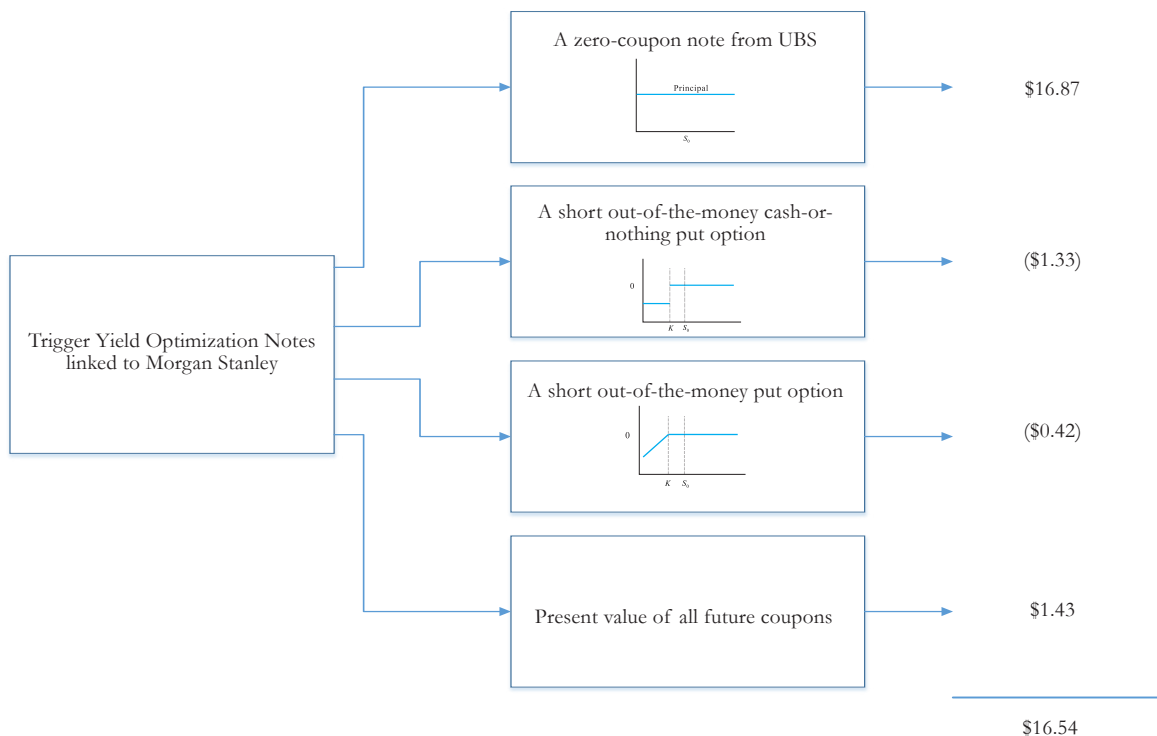 A zero-coupon note from UBS
Principal
S₀
$16.87
A short out-of-the-money cash-or-
nothing put option
0
K
S₀
($1.33)
Trigger Yield Optimization Notes
linked to Morgan Stanley
A short out-of-the-money put option
0
K
S₀
($0.42)
Present value of all future coupons
$1.43
$16.54